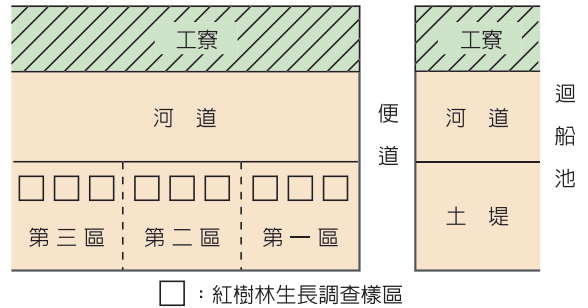 工寮
工寮
河 道
便道
河 道
迴船池
第三區
第二區
第一區
土 堤
：紅樹林生長調查樣區